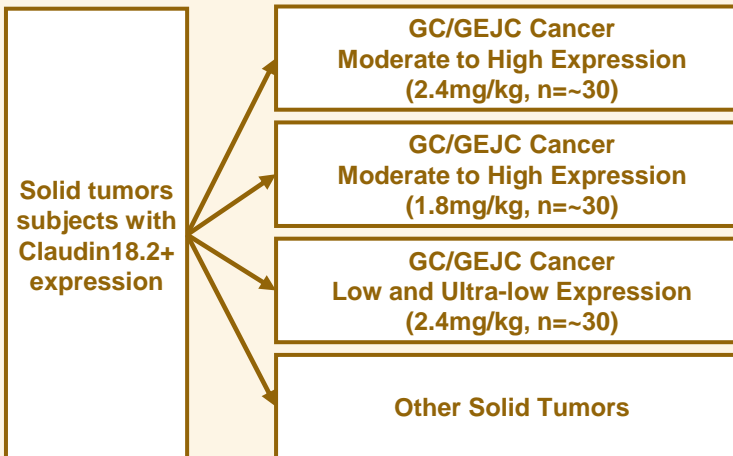 Solid tumors
subjects with
Claudin18.2+
expression
GC/GEJC Cancer
Moderate to High Expression
(2.4mg/kg, n=~30)
GC/GEJC Cancer
Moderate to High Expression
(1.8mg/kg, n=~30)
GC/GEJC Cancer
Low and Ultra-low Expression
(2.4mg/kg, n=~30)
Other Solid Tumors